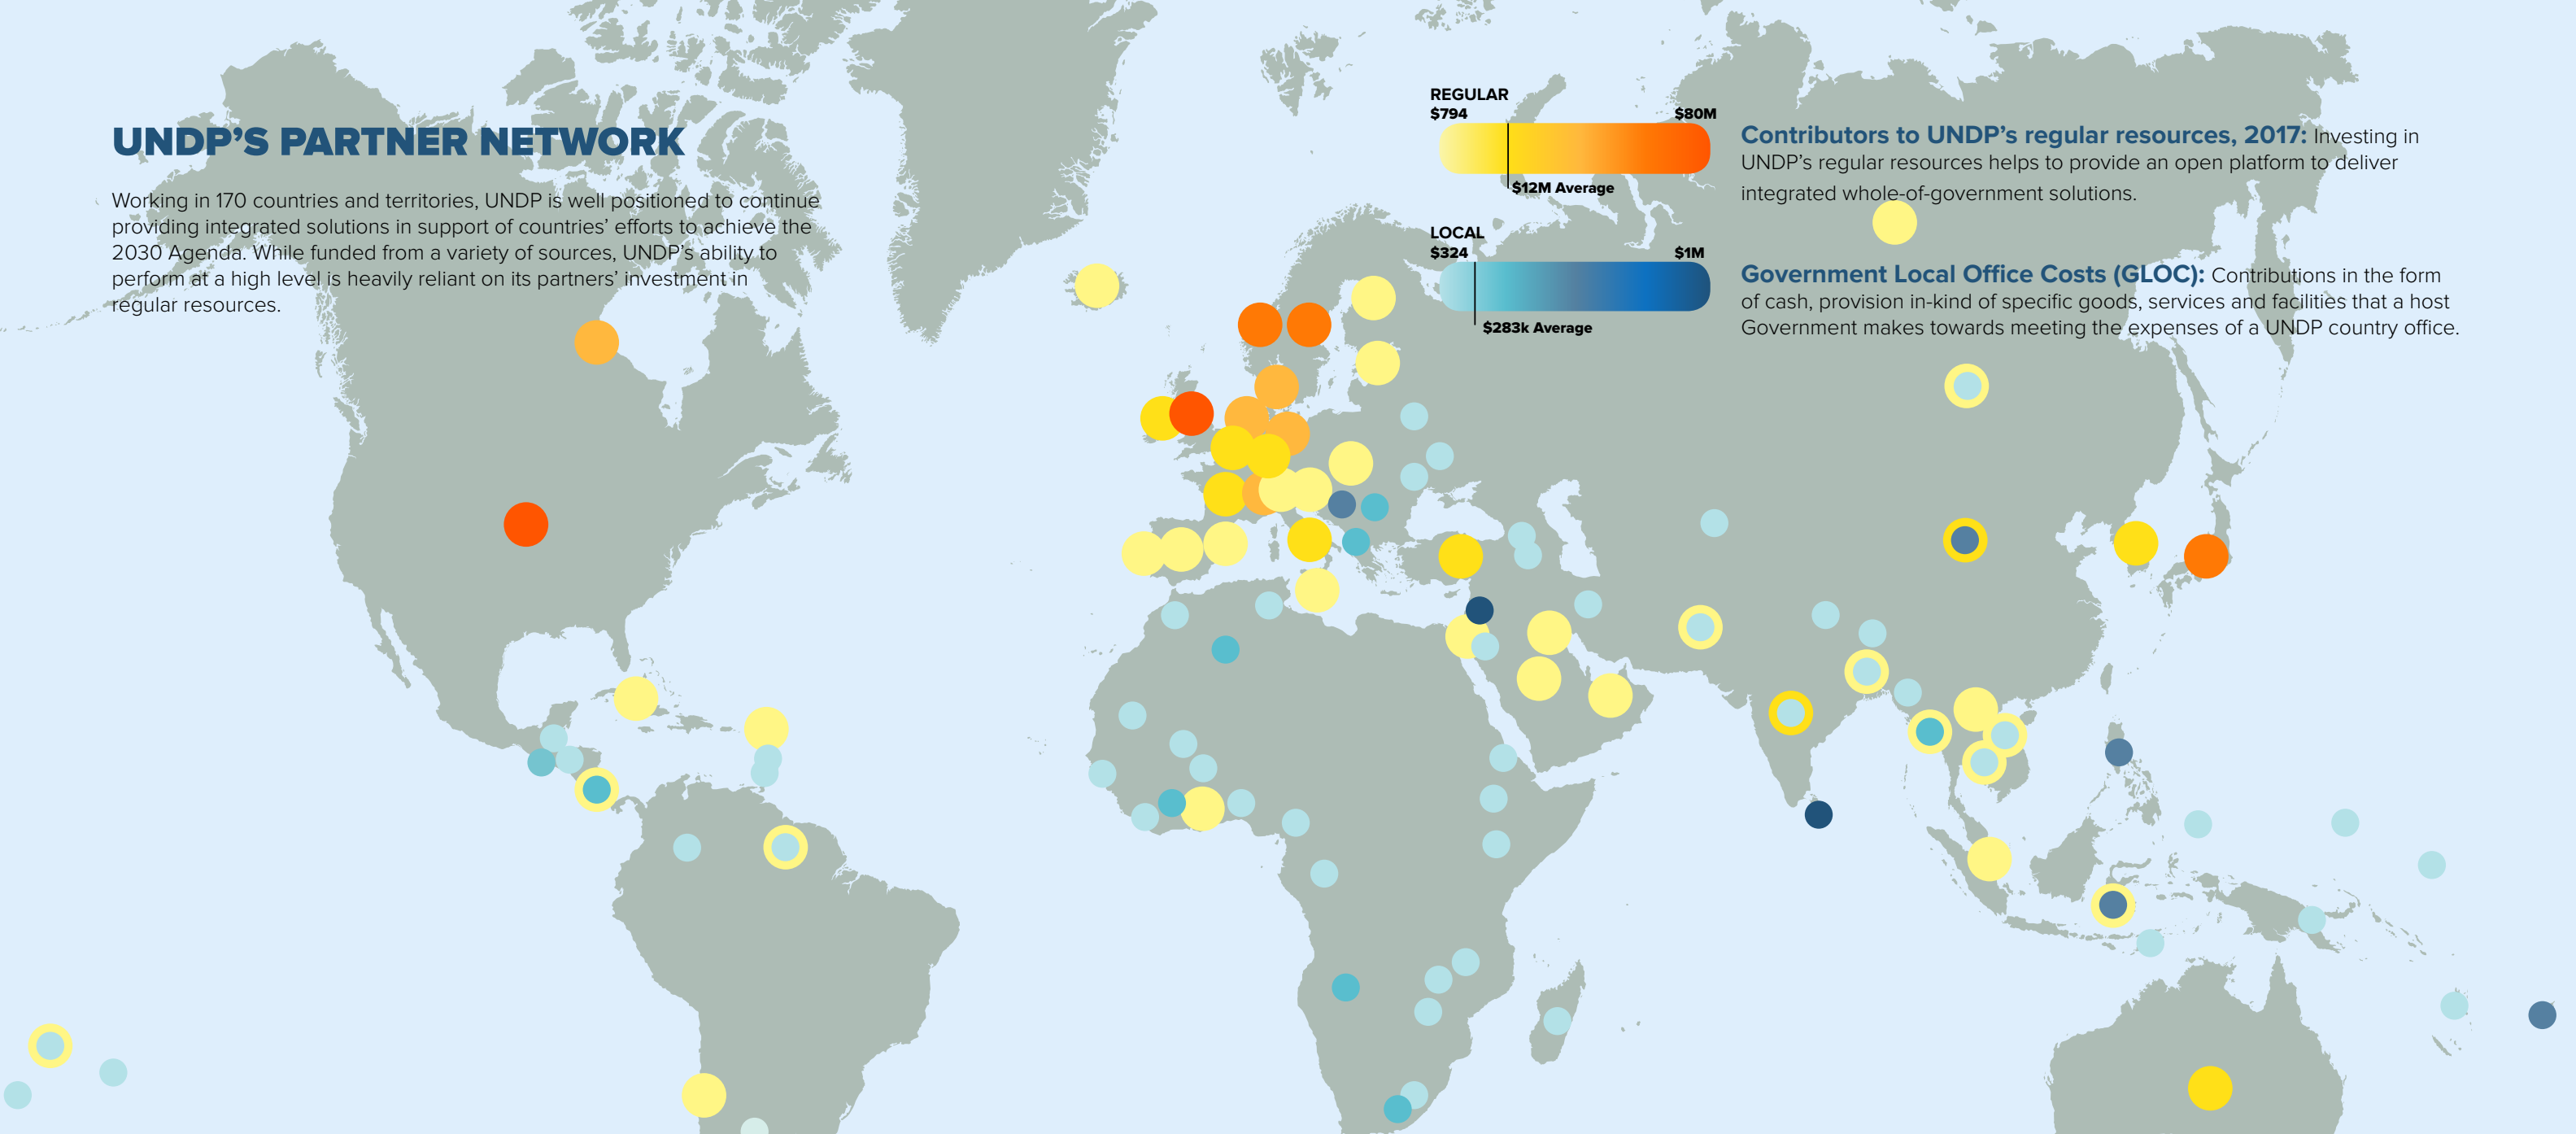 UNDP’S PARTNER NETWORK
Working in 170 countries and territories, UNDP is well positioned to continue
providing integrated solutions in support of countries’ efforts to achieve the
2030 Agenda. While funded from a variety of sources, UNDP’s ability to
perform at a high level is heavily reliant on its partners’ investment in
regular resources.
REGULAR
$794 $80M
$12M Average
LOCAL
$324 $1M
$283k Average
Contributors to UNDP’s regular resources, 2017: Investing in
UNDP’s regular resources helps to provide an open platform to deliver
integrated whole-of-government solutions.
Government Local Office Costs (GLOC): Contributions in the form
of cash, provision in-kind of specific goods, services and facilities that a host
Government makes towards meeting the expenses of a UNDP country office.